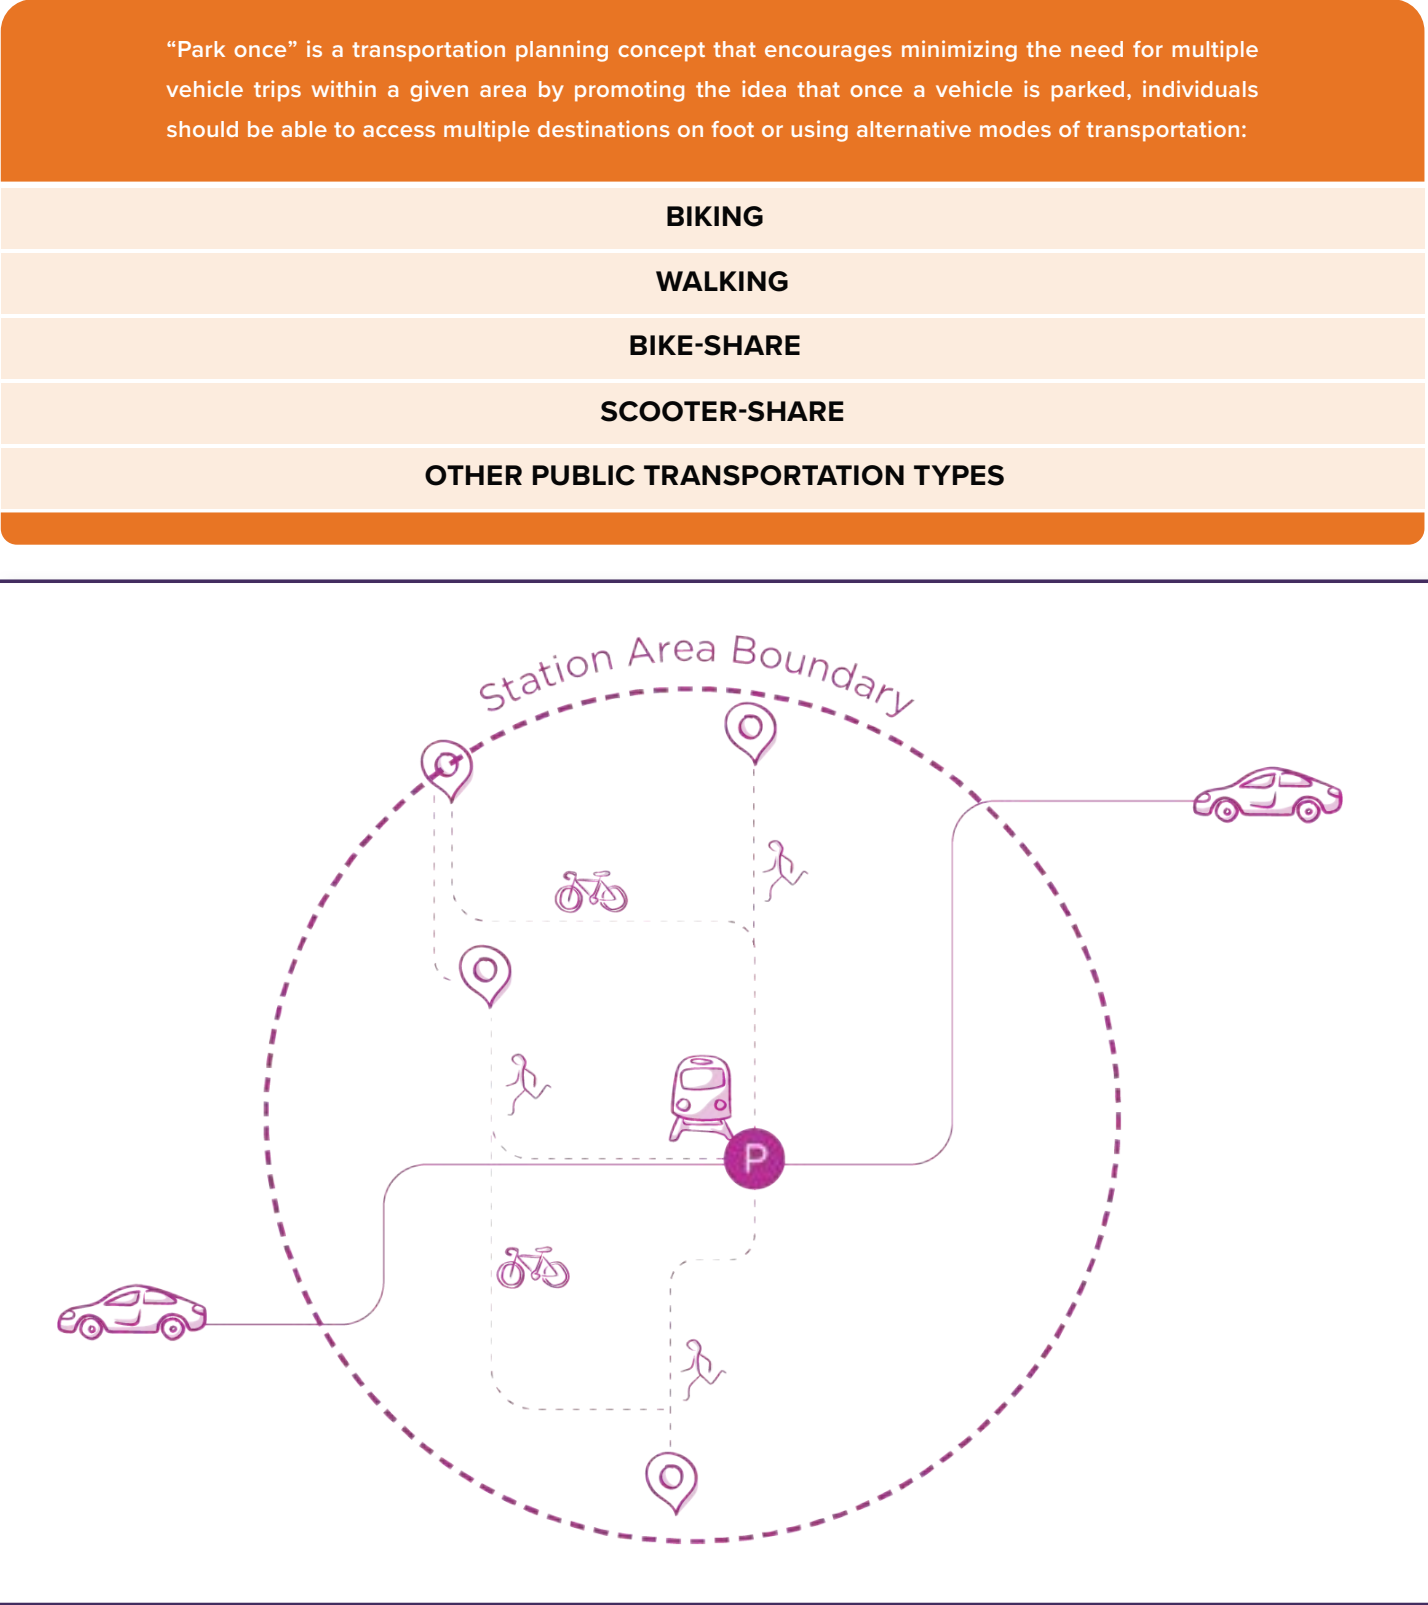 “Park once” is a transportation planning concept that encourages minimizing the need for multiple
vehicle trips within a given area by promoting the idea that once a vehicle is parked, individuals
should be able to access multiple destinations on foot or using alternative modes of transportation:
BIKING
WALKING
BIKE-SHARE
SCOOTER-SHARE
OTHER PUBLIC TRANSPORTATION TYPES
Station Area Boundary
P